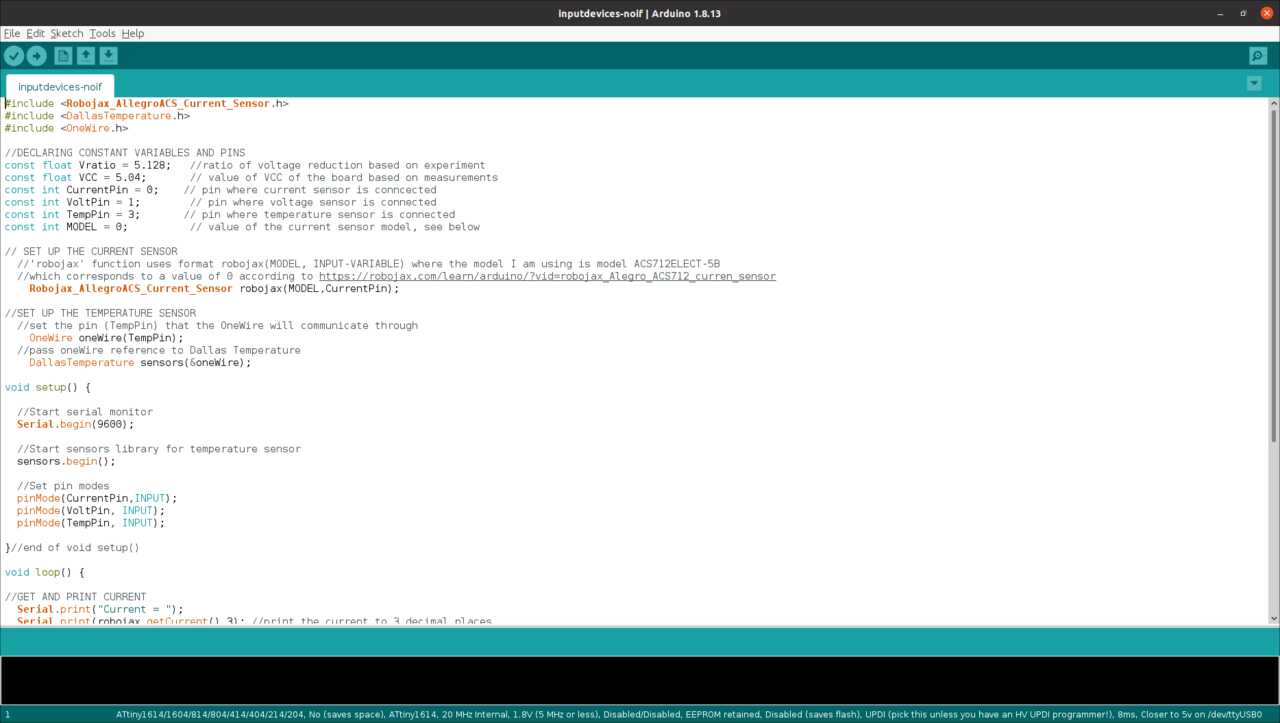 inputdevices-noif | Arduino 1.8.13
File Edit Sketch Tools Help
inputdevices-noif
#include <Robojax_AllegroACS_Current_Sensor.h>
#include <DallasTemperature.h>
#include <OneWire.h>
//DECLARING CONSTANT VARIABLES AND PINS
const float Vratio = 5.128;   //ratio of voltage reduction based on experiment
const float VCC = 5.04;       // value of VCC of the board based on measurements
const int CurrentPin = 0;    // pin where current sensor is conncected
const int VoltPin = 1;        // pin where voltage sensor is connected
const int TempPin = 3;       // pin where temperature sensor is connected
const int MODEL = 0;          // value of the current sensor model, see below
// SET UP THE CURRENT SENSOR
//'robojax' function uses format robojax(MODEL, INPUT-VARIABLE) where the model I am using is model ACS712ELECT-5B
//which corresponds to a value of 0 according to https://robojax.com/learn/arduino/?vid=robojax_Alegro_ACS712_curren_sensor
Robojax_AllegroACS_Current_Sensor robojax(MODEL,CurrentPin);
//SET UP THE TEMPERATURE SENSOR
//set the pin (TempPin) that the OneWire will communicate through
OneWire oneWire(TempPin);
//pass oneWire reference to Dallas Temperature
DallasTemperature sensors(&oneWire);
void setup() {
//Start serial monitor
Serial.begin(9600);
//Start sensors library for temperature sensor
sensors.begin();
//Set pin modes
pinMode(CurrentPin,INPUT);
pinMode(VoltPin, INPUT);
pinMode(TempPin, INPUT);
}//end of void setup()
void loop() {
//GET AND PRINT CURRENT
Serial.print("Current = ");
Serial.print(robojax.getCurrent(),3); //print the current to 3 decimal places
1 ATtiny1614/1604/814/804/414/404/214/204, No (saves space), ATtiny1614, 20 MHz Internal, 1.8V (5 MHz or less), Disabled/Disabled, EEPROM retained, Disabled (saves flash), UPDI (pick this unless you have an HV UPDI programmer!), 8ms, Closer to 5v on /dev/ttyUSB0